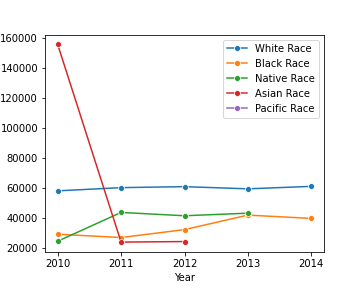 160000
140000
120000
100000
80000
60000
40000
20000
White Race
Black Race
Native Race
Asian Race
Pacific Race
2010 2011 2012 2013 2014
Year